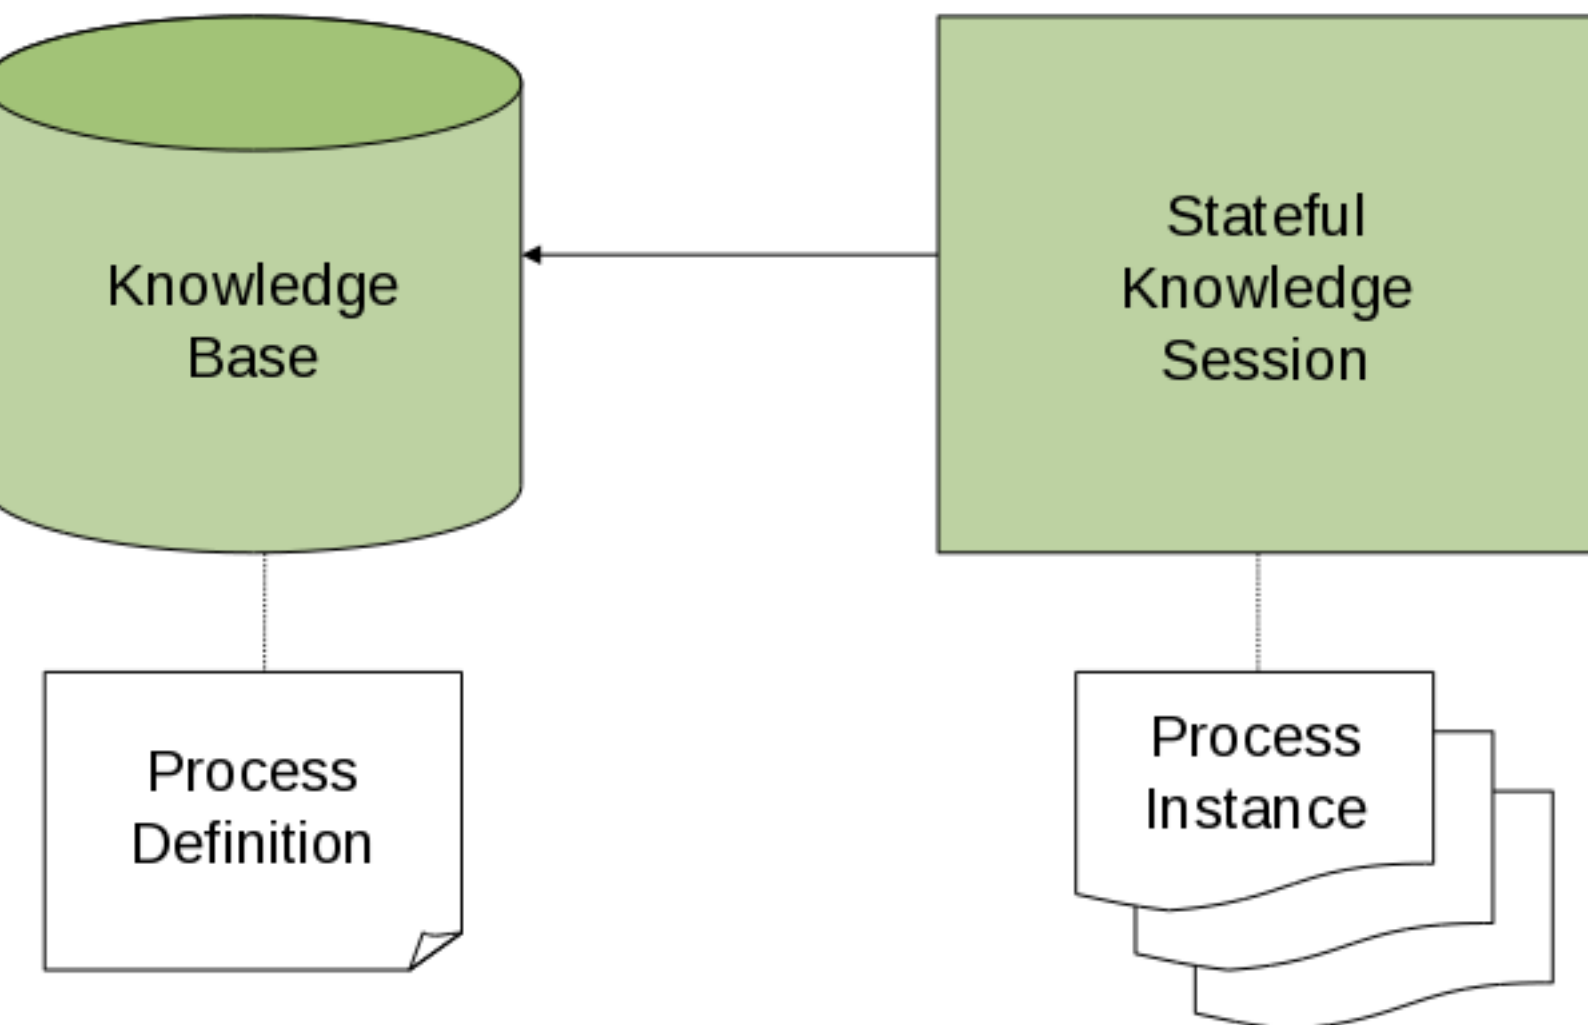 Knowledge
Base
Stateful
Knowledge
Session
Process
Definition
Process
Instance